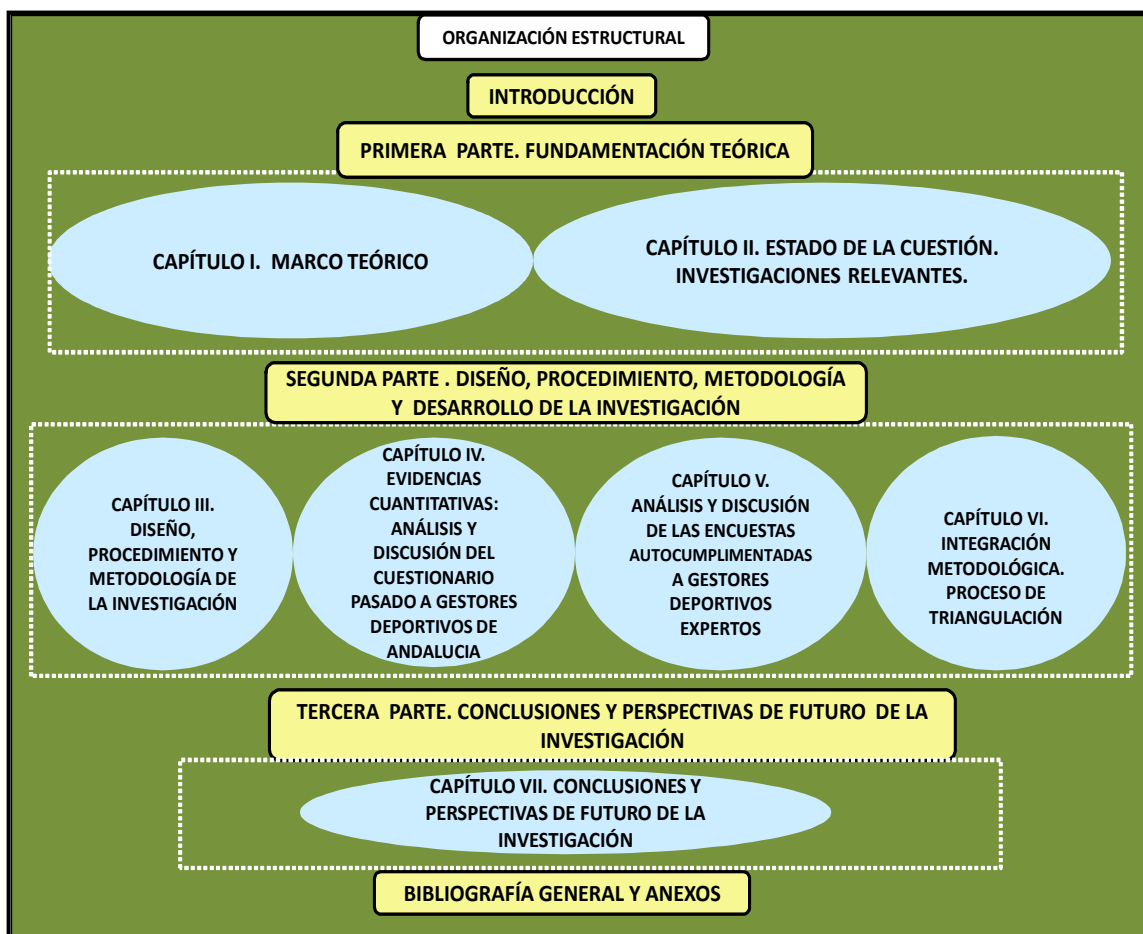 ORGANIZACIÓN ESTRUCTURAL
INTRODUCCIÓN
PRIMERA PARTE. FUNDAMENTACIÓN TEÓRICA
CAPÍTULO I. MARCO TEÓRICO
CAPÍTULO II. ESTADO DE LA CUESTIÓN.
INVESTIGACIONES RELEVANTES.
SEGUNDA PARTE . DISEÑO, PROCEDIMIENTO, METODOLOGÍA
Y DESARROLLO DE LA INVESTIGACIÓN
CAPÍTULO III.
DISEÑO,
PROCEDIMIENTO Y
METODOLOGÍA DE
LA INVESTIGACIÓN
CAPÍTULO IV.
EVIDENCIAS
CUANTITATIVAS:
ANÁLISIS Y
DISCUSIÓN DEL
CUESTIONARIO
PASADO A GESTORES
DEPORTIVOS DE
ANDALUCIA
CAPÍTULO V.
ANÁLISIS Y DISCUSIÓN
DE LAS ENCUESTAS
AUTOCUMPLIMENTADAS
A GESTORES
DEPORTIVOS
EXPERTOS
CAPÍTULO VI.
INTEGRACIÓN
METODOLÓGICA.
PROCESO DE
TRIANGULACIÓN
TERCERA PARTE. CONCLUSIONES Y PERSPECTIVAS DE FUTURO DE LA
INVESTIGACIÓN
CAPÍTULO VII. CONCLUSIONES Y
PERSPECTIVAS DE FUTURO DE LA
INVESTIGACIÓN
BIBLIOGRAFÍA GENERAL Y ANEXOS